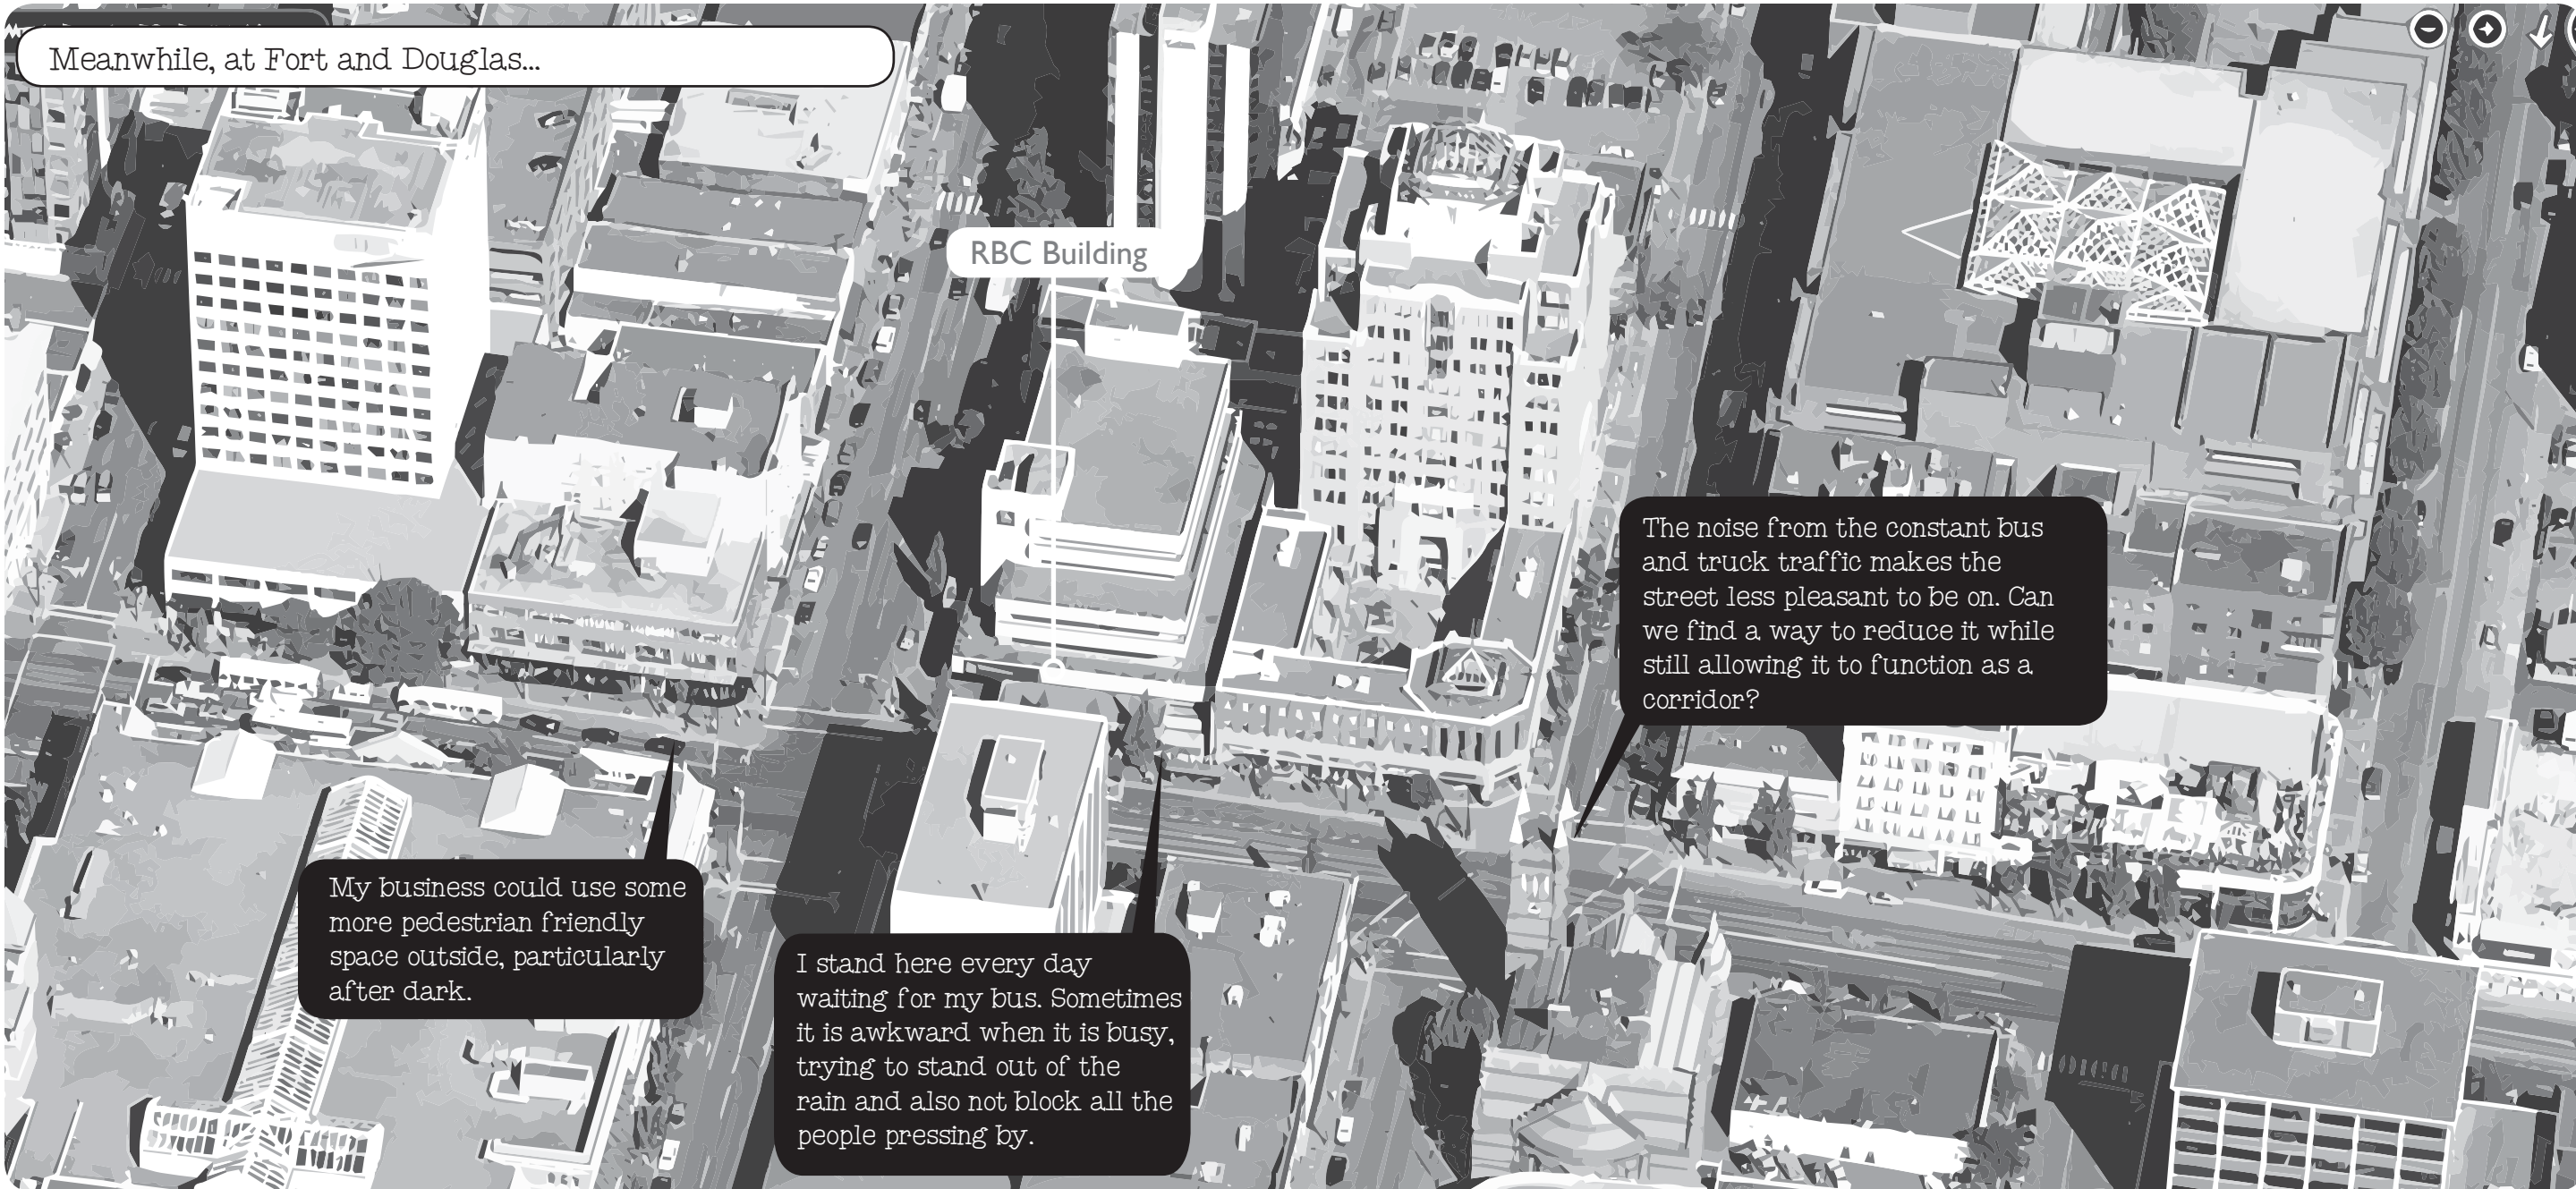 Meanwhile, at Fort and Douglas...
RBC Building
The noise from the constant bus
and truck traffic makes the
street less pleasant to be on. Can
we find a way to reduce it while
still allowing it to function as a
corridor?
My business could use some
more pedestrian friendly
space outside, particularly
after dark.
I stand here every day
waiting for my bus. Sometimes
it is awkward when it is busy,
trying to stand out of the
rain and also not block all the
people pressing by.